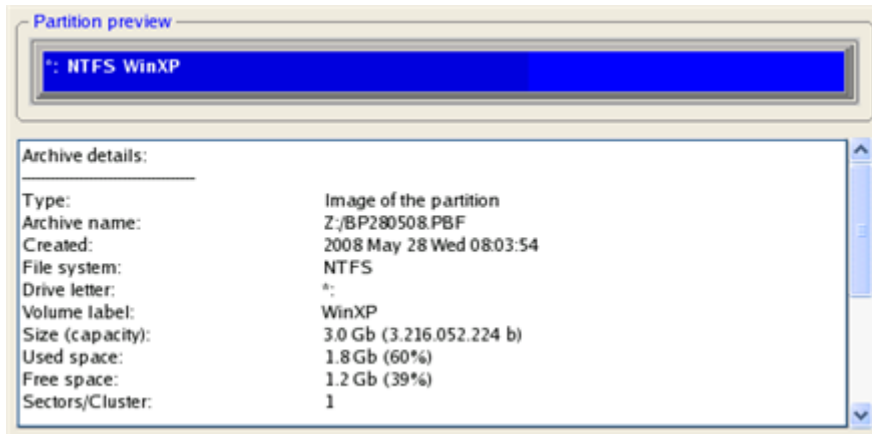 Partition preview
*: NTFS WinXP
Archive details:
Type: Image of the partition
Archive name: Z:/BP280508.PBF
Created: 2008 May 28 Wed 08:03:54
File system: NTFS
Drive letter: *:
Volume label: WinXP
Size (capacity): 3.0 Gb (3.216.052.224 b)
Used space: 1.8 Gb (60%)
Free space: 1.2 Gb (39%)
Sectors/Cluster: 1